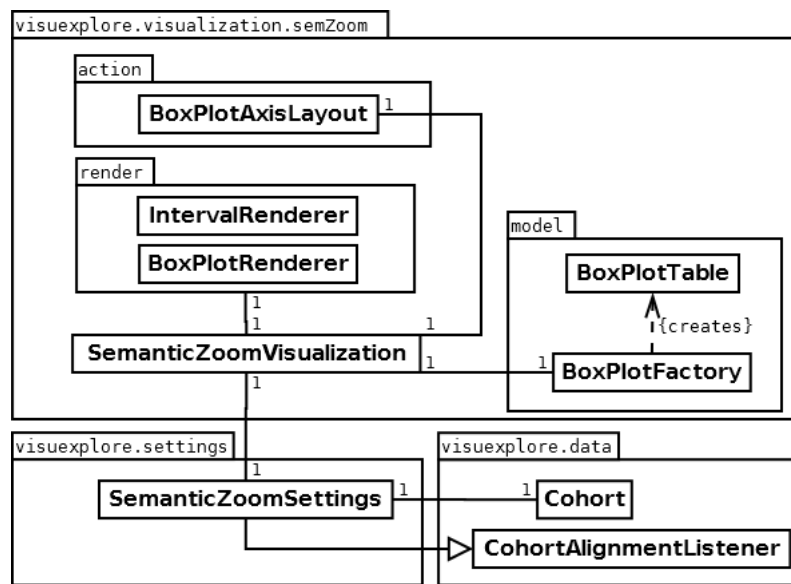 visuexplore.visualization.semZoom
action
BoxPlotAxisLayout
1
render
IntervalRenderer
BoxPlotRenderer
model
BoxPlotTable
{creates}
BoxPlotFactory
1
1
1
SemanticZoomVisualization
1
1
1
visuexplore.settings
visuexplore.data
1
SemanticZoomSettings
1
1
Cohort
CohortAlignmentListener